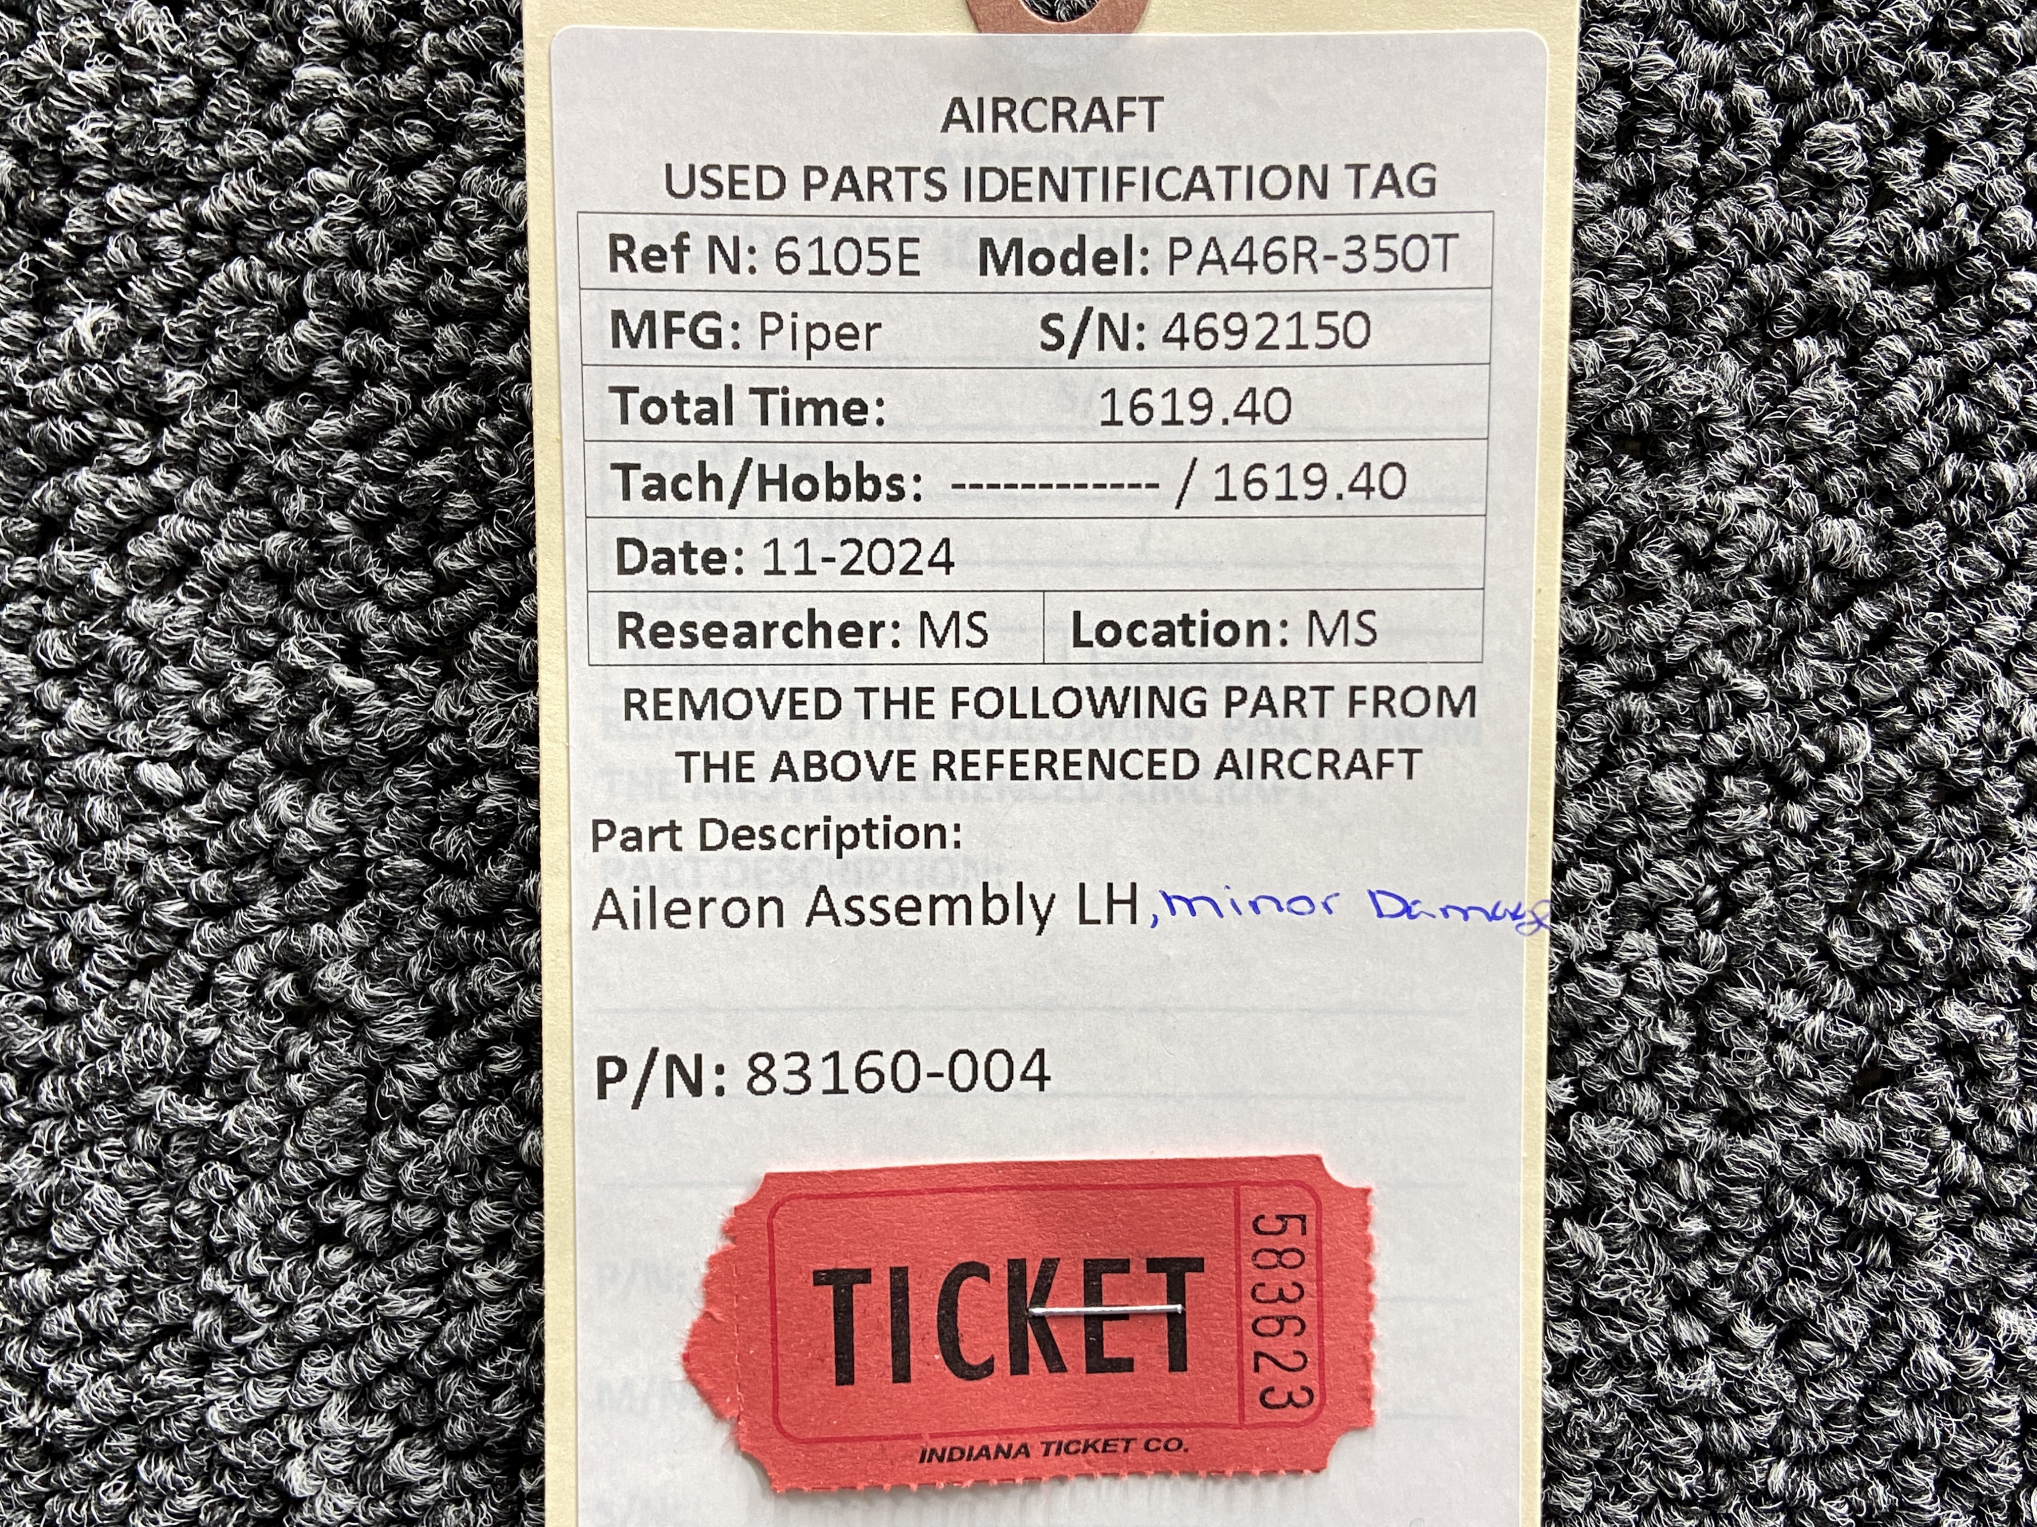 AIRCRAFT
USED PARTS IDENTIFICATION TAG
Ref N: 6105E Model: PA46R-350T
MFG: Piper S/N: 4692150
Total Time: 1619.40
Tach/Hobbs: ------------ / 1619.40
Date: 11-2024
Researcher: MS Location: MS
REMOVED THE FOLLOWING PART FROM
THE ABOVE REFERENCED AIRCRAFT
Part Description:
Aileron Assembly LH, minor Damage
P/N: 83160-004
TICKET
583623
INDIANA TICKET CO.